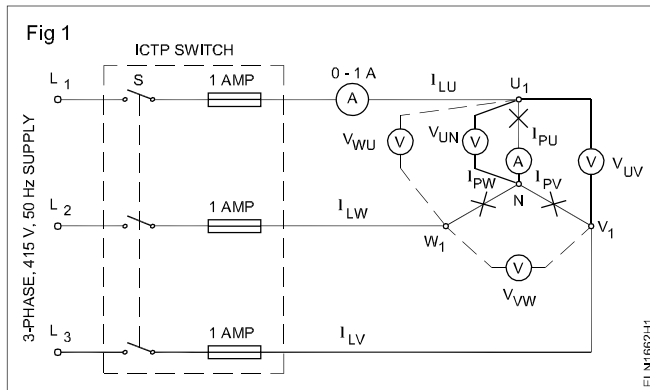 Fig 1
ICTP SWITCH
3-PHASE, 415 V, 50 Hz SUPPLY
L1
S
1 AMP
0 - 1 A
A
ILU
U1
VWU
V
VUN
V
IPU
A
V
VUV
IPW
IPV
N
L2
1 AMP
ILW
W1
V1
V
VVW
L3
1 AMP
ILV
ELN1662H1